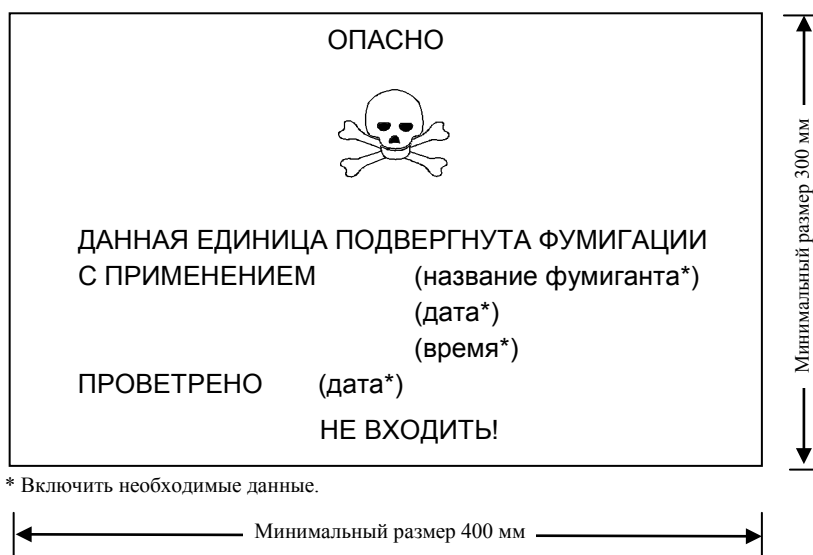 ОПАСНО
ДАННАЯ ЕДИНИЦА ПОДВЕРГНУТА ФУМИГАЦИИ
С ПРИМЕНЕНИЕМ (название фумиганта*)
(дата*)
(время*)
ПРОВЕТРЕНО (дата*)
НЕ ВХОДИТЬ!
Минимальный размер 300 мм
* Включить необходимые данные.
Минимальный размер 400 мм